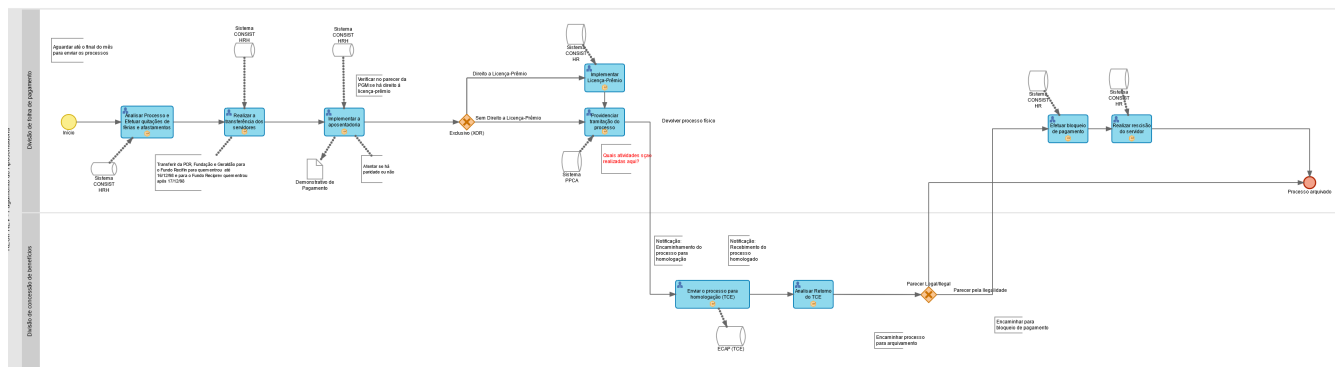 Divisão de folha de pagamento
Aguardar até o final do mês
para enviar os processos
Início
Analisar Processo e
Efetuar quitações de
férias e afastamentos
Sistema
CONSIST
HRH
Sistema
CONSIST
HRH
Realizar a
transferência dos
servidores
Transferir da PCR, Fundação e Geraldão para
o Fundo Recifin para quem entrou até
16/12/98 e para o Fundo Reciprev quem entrou
após 17/12/98
Sistema
CONSIST
HRH
Verificar no parecer da
PGM se há direito à
licença-prêmio
Implementar a
aposentadoria
Demonstrativo de
Pagamento
Atentar se há
paridade ou não
Exclusivo (XOR)
Direito a Licença-Prêmio
Sem Direito a Licença-Prêmio
Sistema
CONSIST
HR
Implementar
Licença-Prêmio
Providenciar
tramitação do
processo
Sistema
PPCA
Quais atividades são
realizadas aqui?
Devolver processo físico
Sistema
CONSIST
HR
Sistema
CONSIST
HR
Efetuar bloqueio
de pagamento
Realizar rescisão
do servidor
Processo arquivado
Divisão de concessão de benefícios
Notificação:
Encaminhamento do
processo para
homologação
Notificação:
Recebimento do
processo
homologado
Enviar o processo para
homologação (TCE)
ECAP (TCE)
Analisar Retorno
do TCE
Parecer Legal/Ilegal
Parecer pela Ilegalidade
Encaminhar processo
para arquivamento
Encaminhar para
bloqueio de pagamento